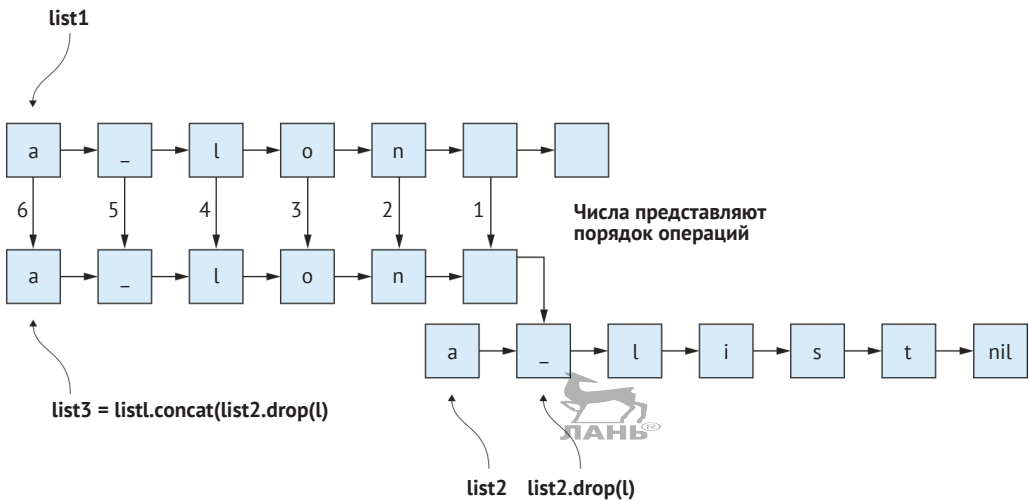 list1
a _ l o n
6 5 4 3 2 1
Числа представляют
порядок операций
a _ l o n
a _ l i s t nil
list3 = listl.concat(list2.drop(l)
ЛАНЬ®
list2 list2.drop(l)